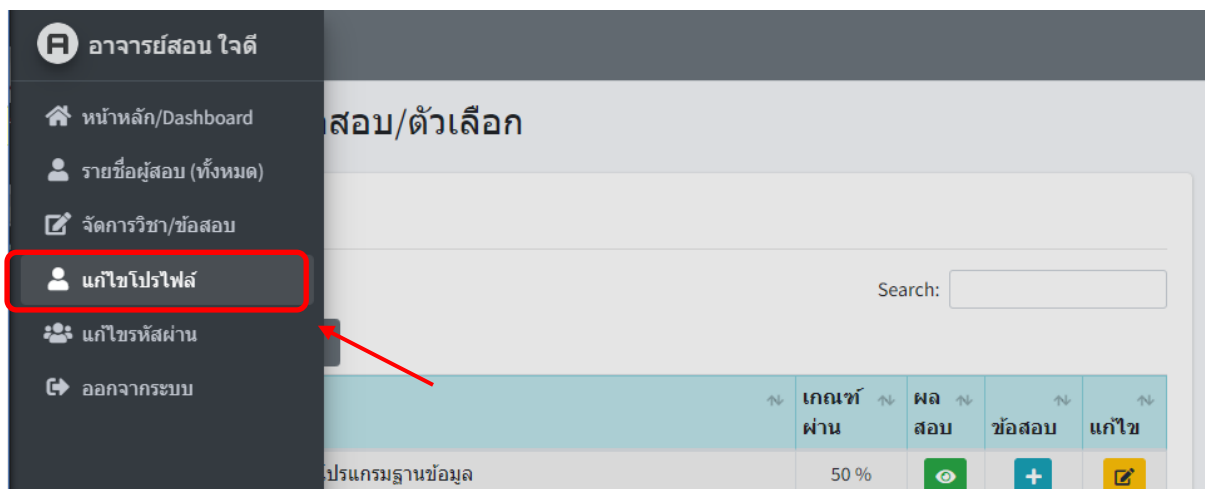 อาจารย์สอน ใจดี
หน้าหลัก/Dashboard
รายชื่อผู้สอบ (ทั้งหมด)
จัดการวิชา/ข้อสอบ
แก้ไขโปรไฟล์
แก้ไขรหัสผ่าน
ออกจากระบบ
สอบ/ตัวเลือก
Search:
เกณฑ์ผ่าน
ผลสอบ
ข้อสอบ
แก้ไข
โปรแกรมฐานข้อมูล
50 %